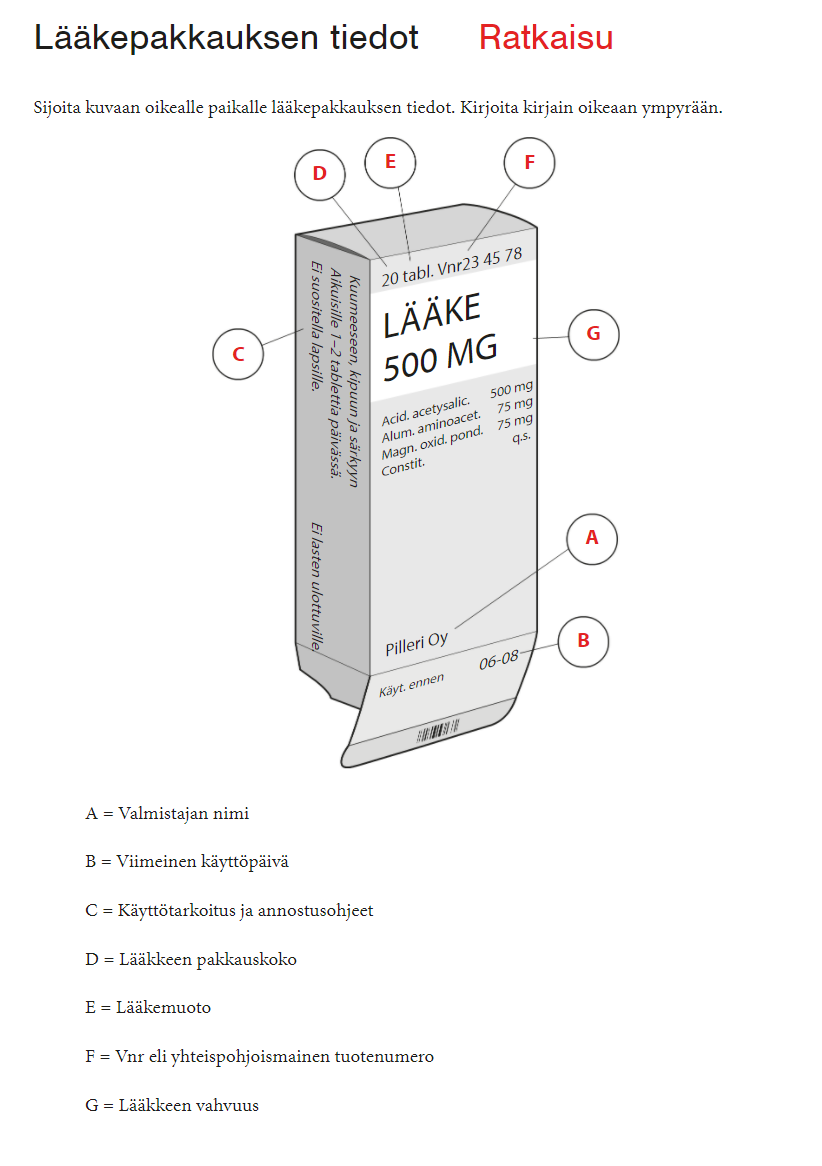 Lääkepakkauksen tiedot Ratkaisu
Sijoita kuvaan oikealle paikalle lääkepakkauksen tiedot. Kirjoita kirjain oikeaan ympyrään.
D
E
F
20 tabl. Vnr23 45 78
LÄÄKE
500 MG
G
C
Kuumeeseen, kipuun ja särkyyn
Aikuisille 1–2 tablettia päivässä.
Ei suositella lapsille.
Ei lasten ulottuville.
Acid. acetysalic. 500 mg
Alum. aminoacet. 75 mg
Magn. oxid. pond. 75 mg
Constit. q.s.
A
Pilleri Oy
B
Käyt. ennen 06-08
A = Valmistajan nimi
B = Viimeinen käyttöpäivä
C = Käyttötarkoitus ja annostusohjeet
D = Lääkkeen pakkauskoko
E = Lääkemuoto
F = Vnr eli yhteispohjoismainen tuotenumero
G = Lääkkeen vahvuus